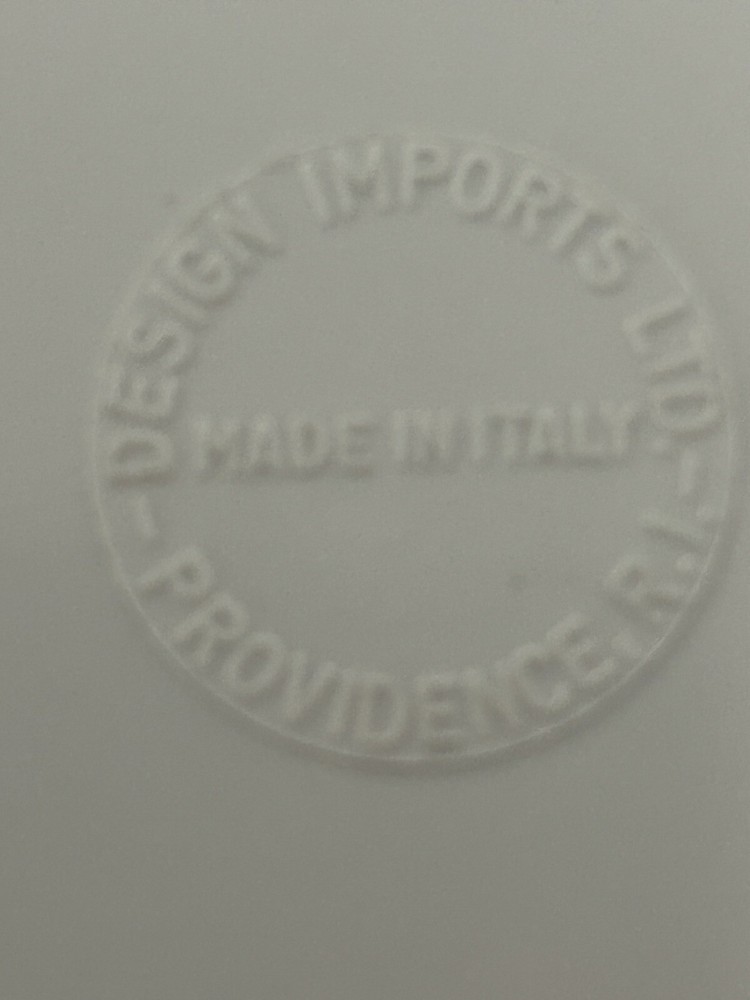 DESIGN IMPORTS LTD.
MADE IN ITALY
- PROVIDENCE, R.I. -